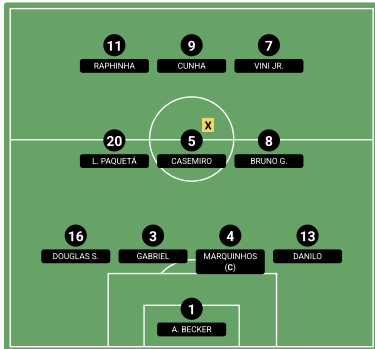 11 9 7
RAPHINHA CUNHA VINI JR.
X
20 5 8
L. PAQUETÁ CASEMIRO BRUNO G.
16 3 4 13
DOUGLAS S. GABRIEL MARQUINHOS DANILO
(C)
1
A. BECKER